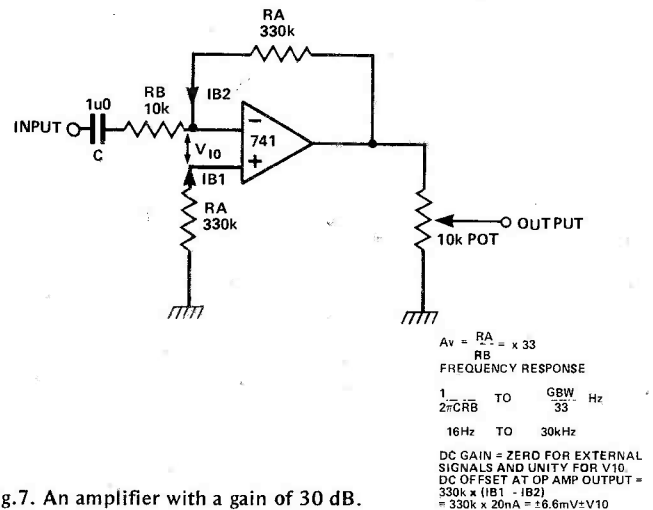 RA
330k
1u0
RB
10k
IB2
INPUT
C
V10
741
IB1
RA
330k
OUTPUT
10k POT
Av = RA/RB = x 33
FREQUENCY RESPONSE
1/2πCRB TO GBW/33 Hz
16Hz TO 30kHz
DC GAIN = ZERO FOR EXTERNAL
SIGNALS AND UNITY FOR V10.
DC OFFSET AT OP AMP OUTPUT =
330k x (IB1 - IB2)
= 330k x 20nA = ±6.6mV±V10
g.7. An amplifier with a gain of 30 dB.